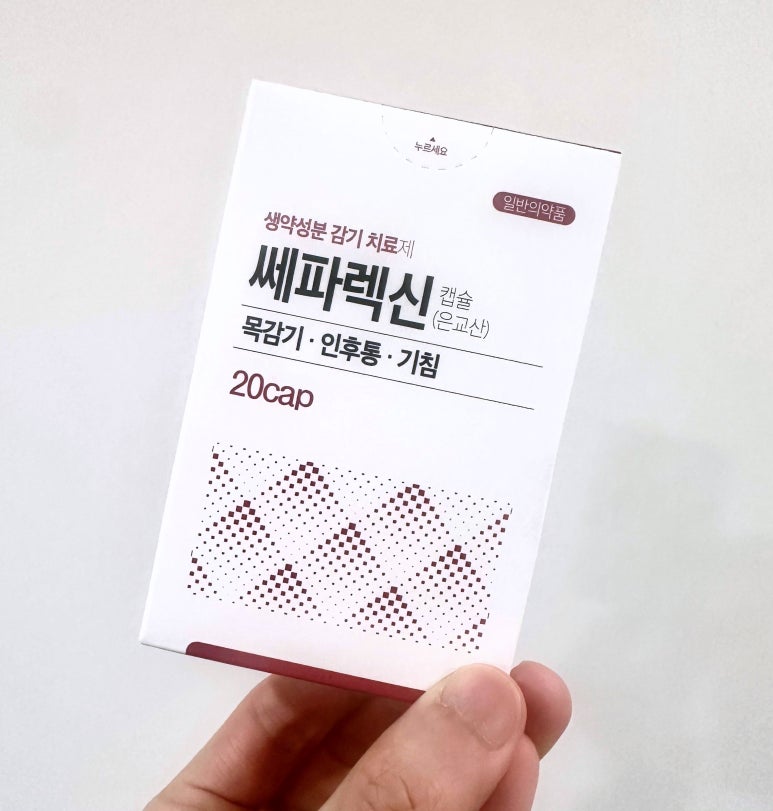 누르세요
일반의약품
생약성분 감기 치료제
쎄파렉신 캡슐
(은교산)
목감기 · 인후통 · 기침
20cap